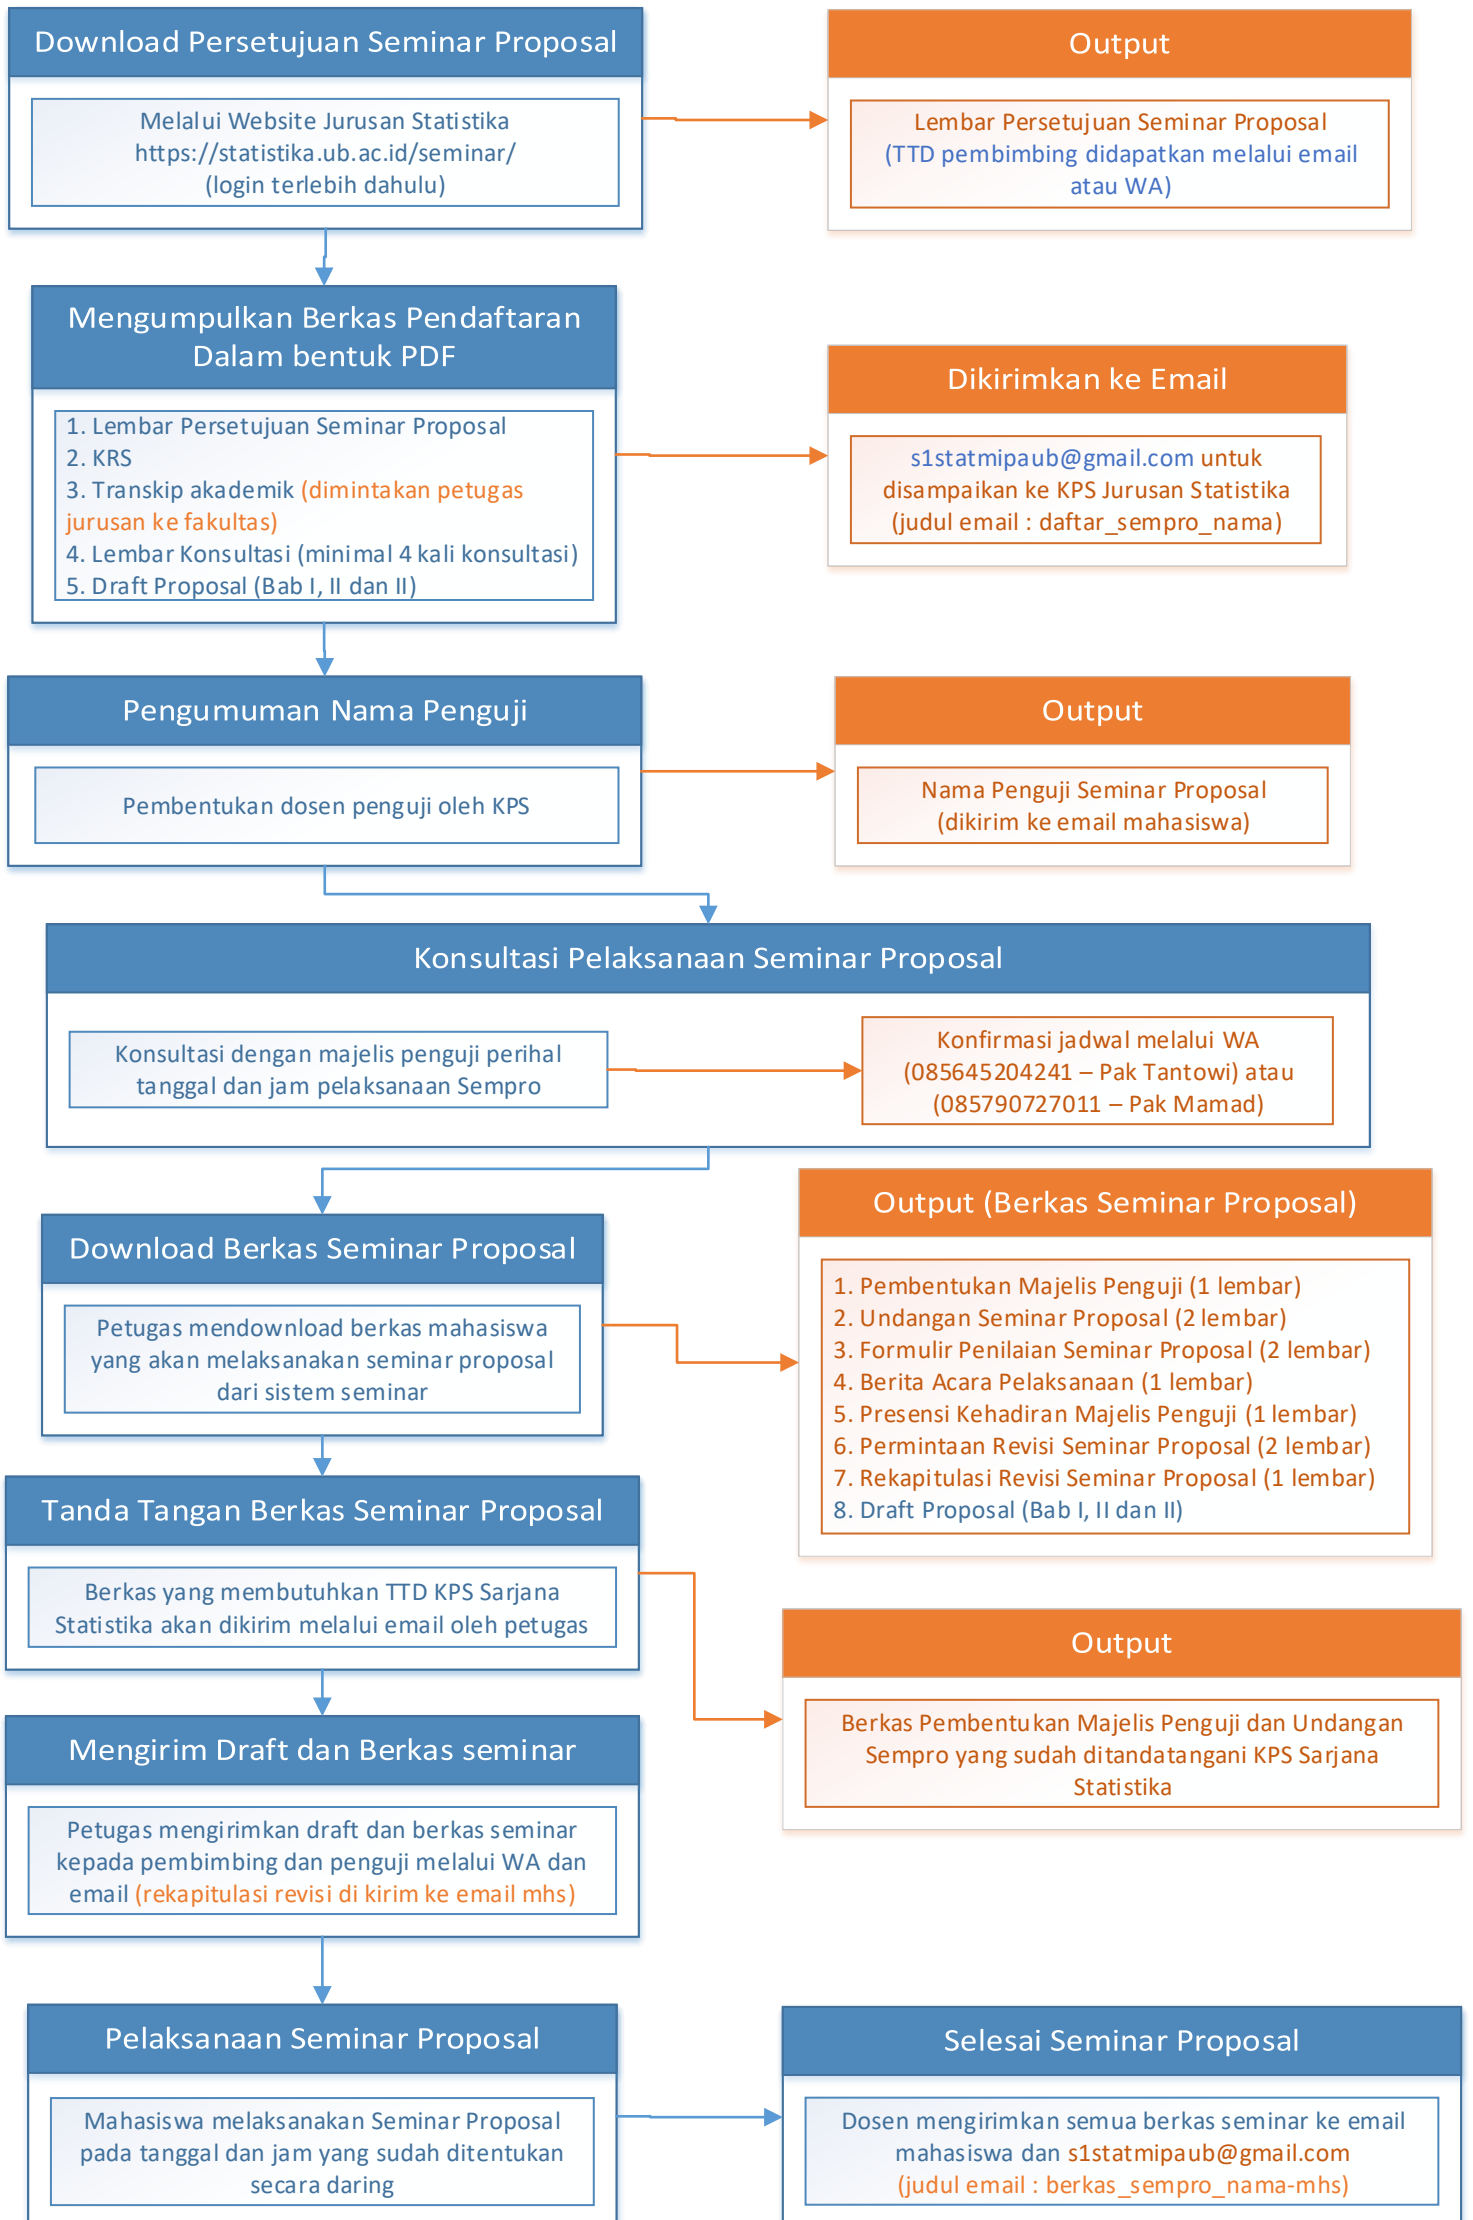 Download Persetujuan Seminar Proposal
Melalui Website Jurusan Statistika
https://statistika.ub.ac.id/seminar/
(login terlebih dahulu)
Output
Lembar Persetujuan Seminar Proposal
(TTD pembimbing didapatkan melalui email
atau WA)
Mengumpulkan Berkas Pendaftaran
Dalam bentuk PDF
1. Lembar Persetujuan Seminar Proposal
2. KRS
3. Transkip akademik (dimintakan petugas
jurusan ke fakultas)
4. Lembar Konsultasi (minimal 4 kali konsultasi)
5. Draft Proposal (Bab I, II dan II)
Dikirimkan ke Email
s1statmipaub@gmail.com untuk
disampaikan ke KPS Jurusan Statistika
(judul email : daftar_sempro_nama)
Pengumuman Nama Penguji
Pembentukan dosen penguji oleh KPS
Output
Nama Penguji Seminar Proposal
(dikirim ke email mahasiswa)
Konsultasi Pelaksanaan Seminar Proposal
Konsultasi dengan majelis penguji perihal
tanggal dan jam pelaksanaan Sempro
Konfirmasi jadwal melalui WA
(085645204241 – Pak Tantowi) atau
(085790727011 – Pak Mamad)
Download Berkas Seminar Proposal
Petugas mendownload berkas mahasiswa
yang akan melaksanakan seminar proposal
dari sistem seminar
Output (Berkas Seminar Proposal)
1. Pembentukan Majelis Penguji (1 lembar)
2. Undangan Seminar Proposal (2 lembar)
3. Formulir Penilaian Seminar Proposal (2 lembar)
4. Berita Acara Pelaksanaan (1 lembar)
5. Presensi Kehadiran Majelis Penguji (1 lembar)
6. Permintaan Revisi Seminar Proposal (2 lembar)
7. Rekapitulasi Revisi Seminar Proposal (1 lembar)
8. Draft Proposal (Bab I, II dan II)
Tanda Tangan Berkas Seminar Proposal
Berkas yang membutuhkan TTD KPS Sarjana
Statistika akan dikirim melalui email oleh petugas
Output
Berkas Pembentukan Majelis Penguji dan Undangan
Sempro yang sudah ditandatangani KPS Sarjana
Statistika
Mengirim Draft dan Berkas seminar
Petugas mengirimkan draft dan berkas seminar
kepada pembimbing dan penguji melalui WA dan
email (rekapitulasi revisi di kirim ke email mhs)
Pelaksanaan Seminar Proposal
Mahasiswa melaksanakan Seminar Proposal
pada tanggal dan jam yang sudah ditentukan
secara daring
Selesai Seminar Proposal
Dosen mengirimkan semua berkas seminar ke email
mahasiswa dan s1statmipaub@gmail.com
(judul email : berkas_sempro_nama-mhs)